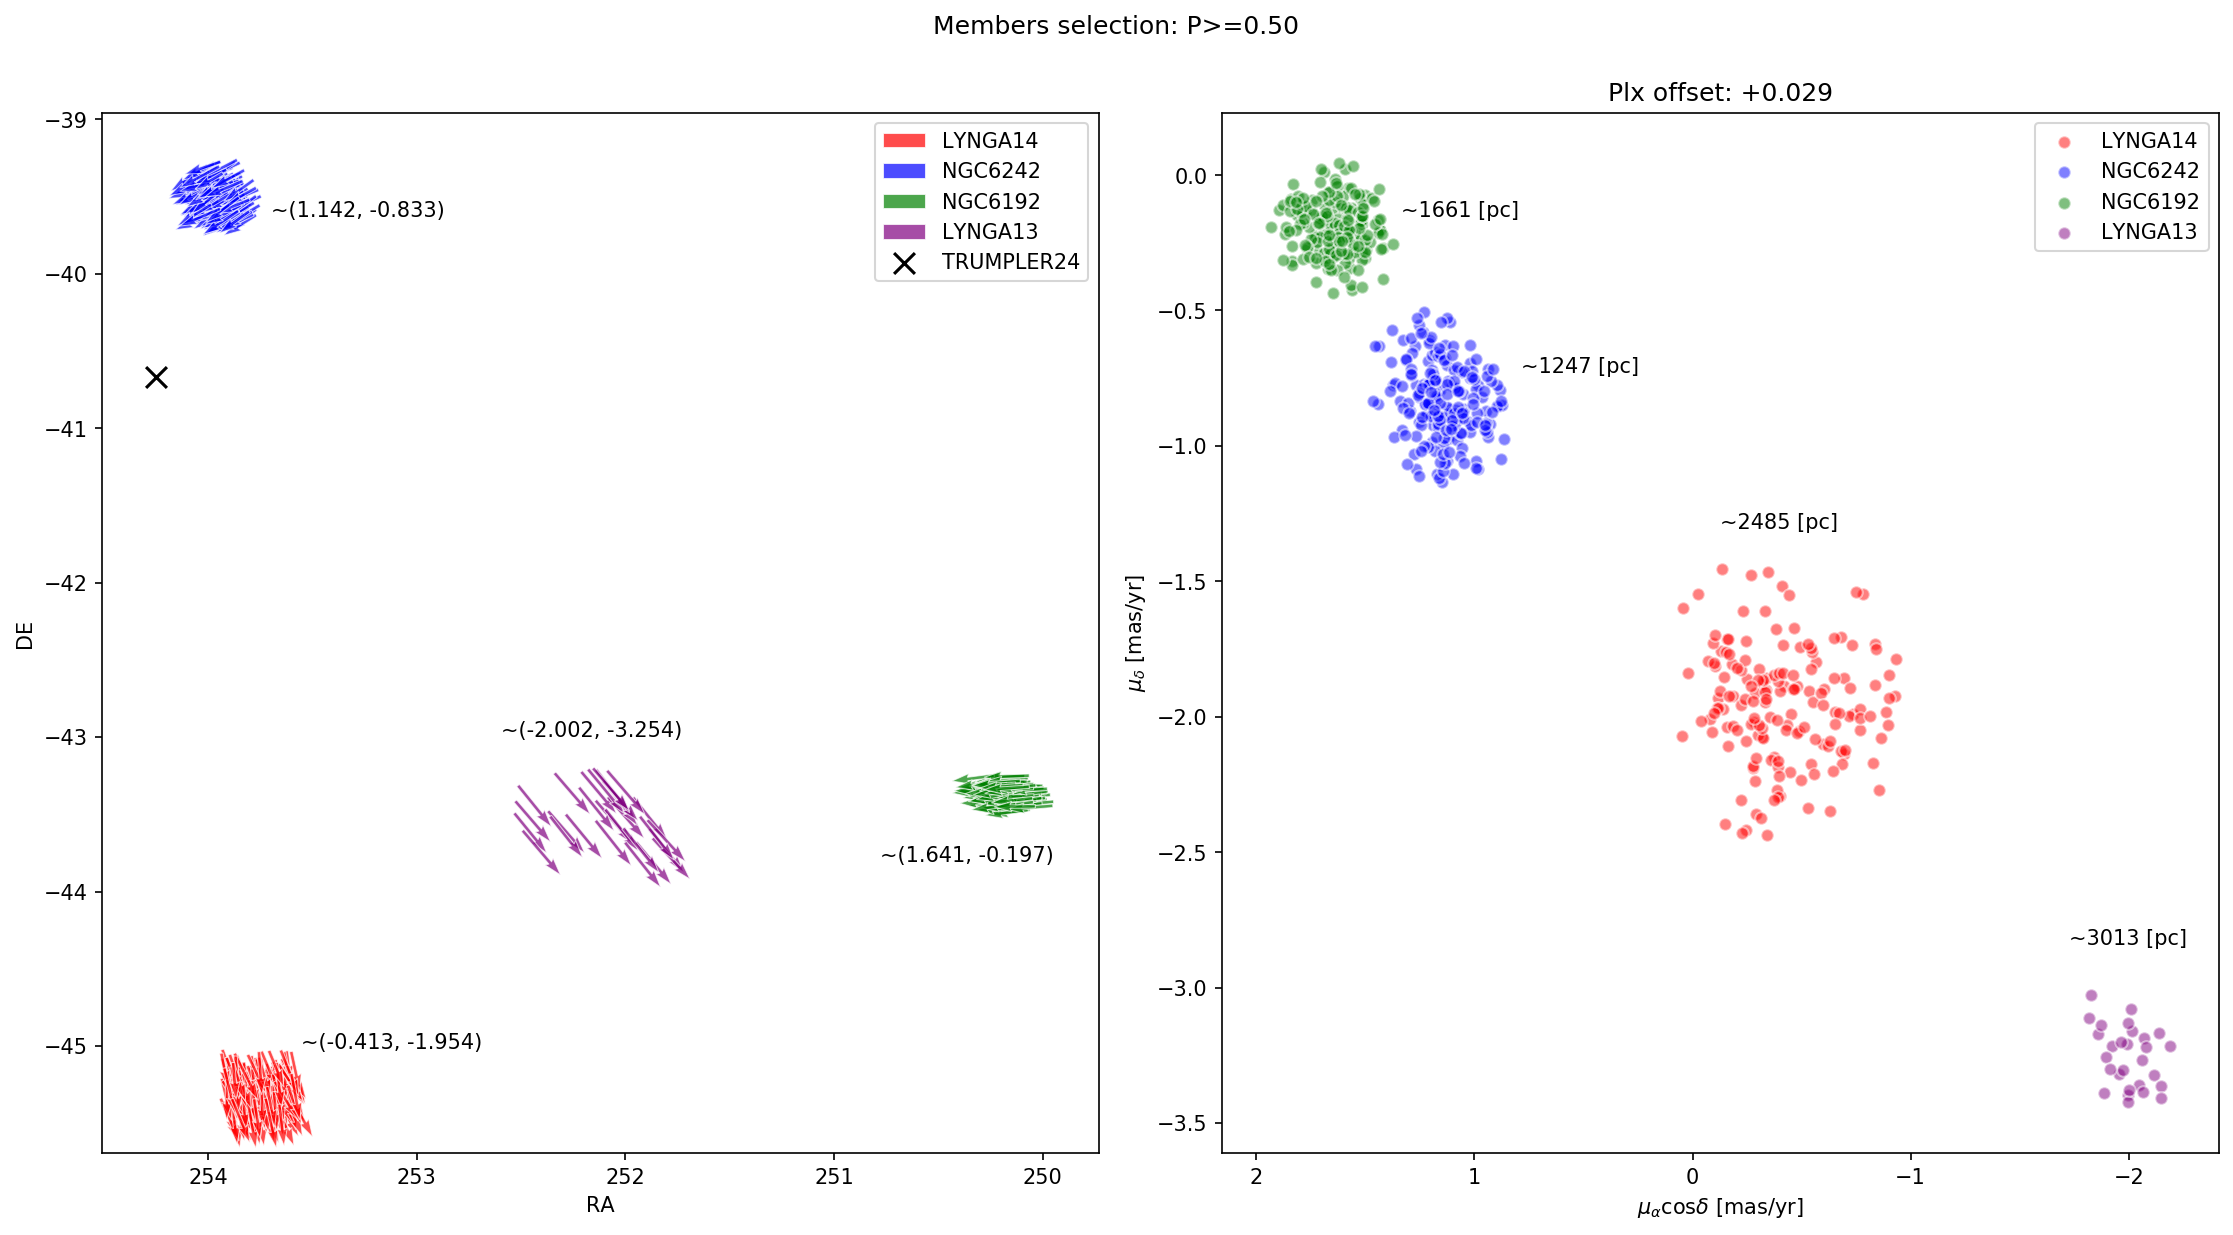 Members selection: P>=0.50
LYNGA14
NGC6242
NGC6192
LYNGA13
TRUMPLER24
~(1.142, -0.833)
~(-2.002, -3.254)
~(1.641, -0.197)
~(-0.413, -1.954)
−39
−40
−41
−42
−43
−44
−45
DE
254
253
252
251
250
RA
Plx offset: +0.029
LYNGA14
NGC6242
NGC6192
LYNGA13
~1661 [pc]
~1247 [pc]
~2485 [pc]
~3013 [pc]
0.0
−0.5
−1.0
−1.5
−2.0
−2.5
−3.0
−3.5
μδ [mas/yr]
2
1
0
−1
−2
μαcosδ [mas/yr]